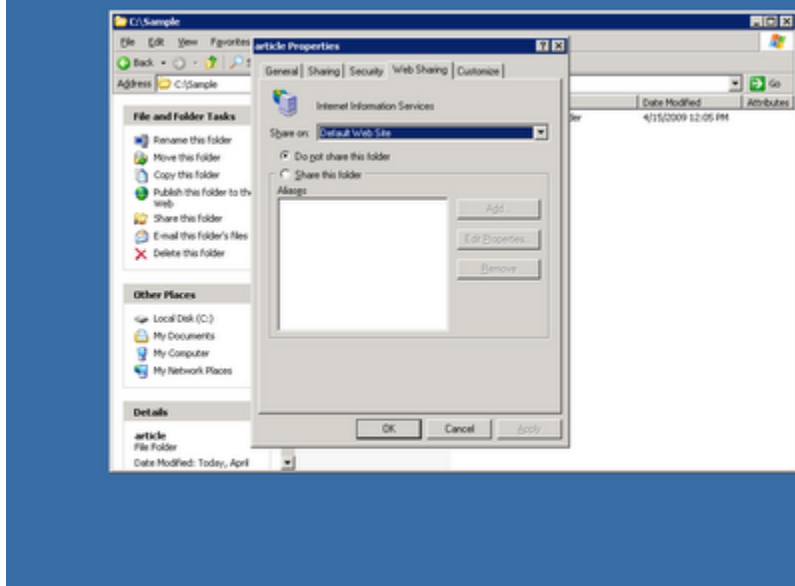 C:\Sample
File Edit View Favorites
Back
Address C:\Sample Go
Date Modified Attributes
4/15/2009 12:05 PM
File and Folder Tasks
Rename this folder
Move this folder
Copy this folder
Publish this folder to the
Web
Share this folder
E-mail this folder's files
Delete this folder
Other Places
Local Disk (C:)
My Documents
My Computer
My Network Places
Details
article
File Folder
Date Modified: Today, April
article Properties
General Sharing Security Web Sharing Customize
Internet Information Services
Share on: Default Web Site
Do not share this folder
Share this folder
Aliases
Add...
Edit Properties...
Remove
OK Cancel Apply